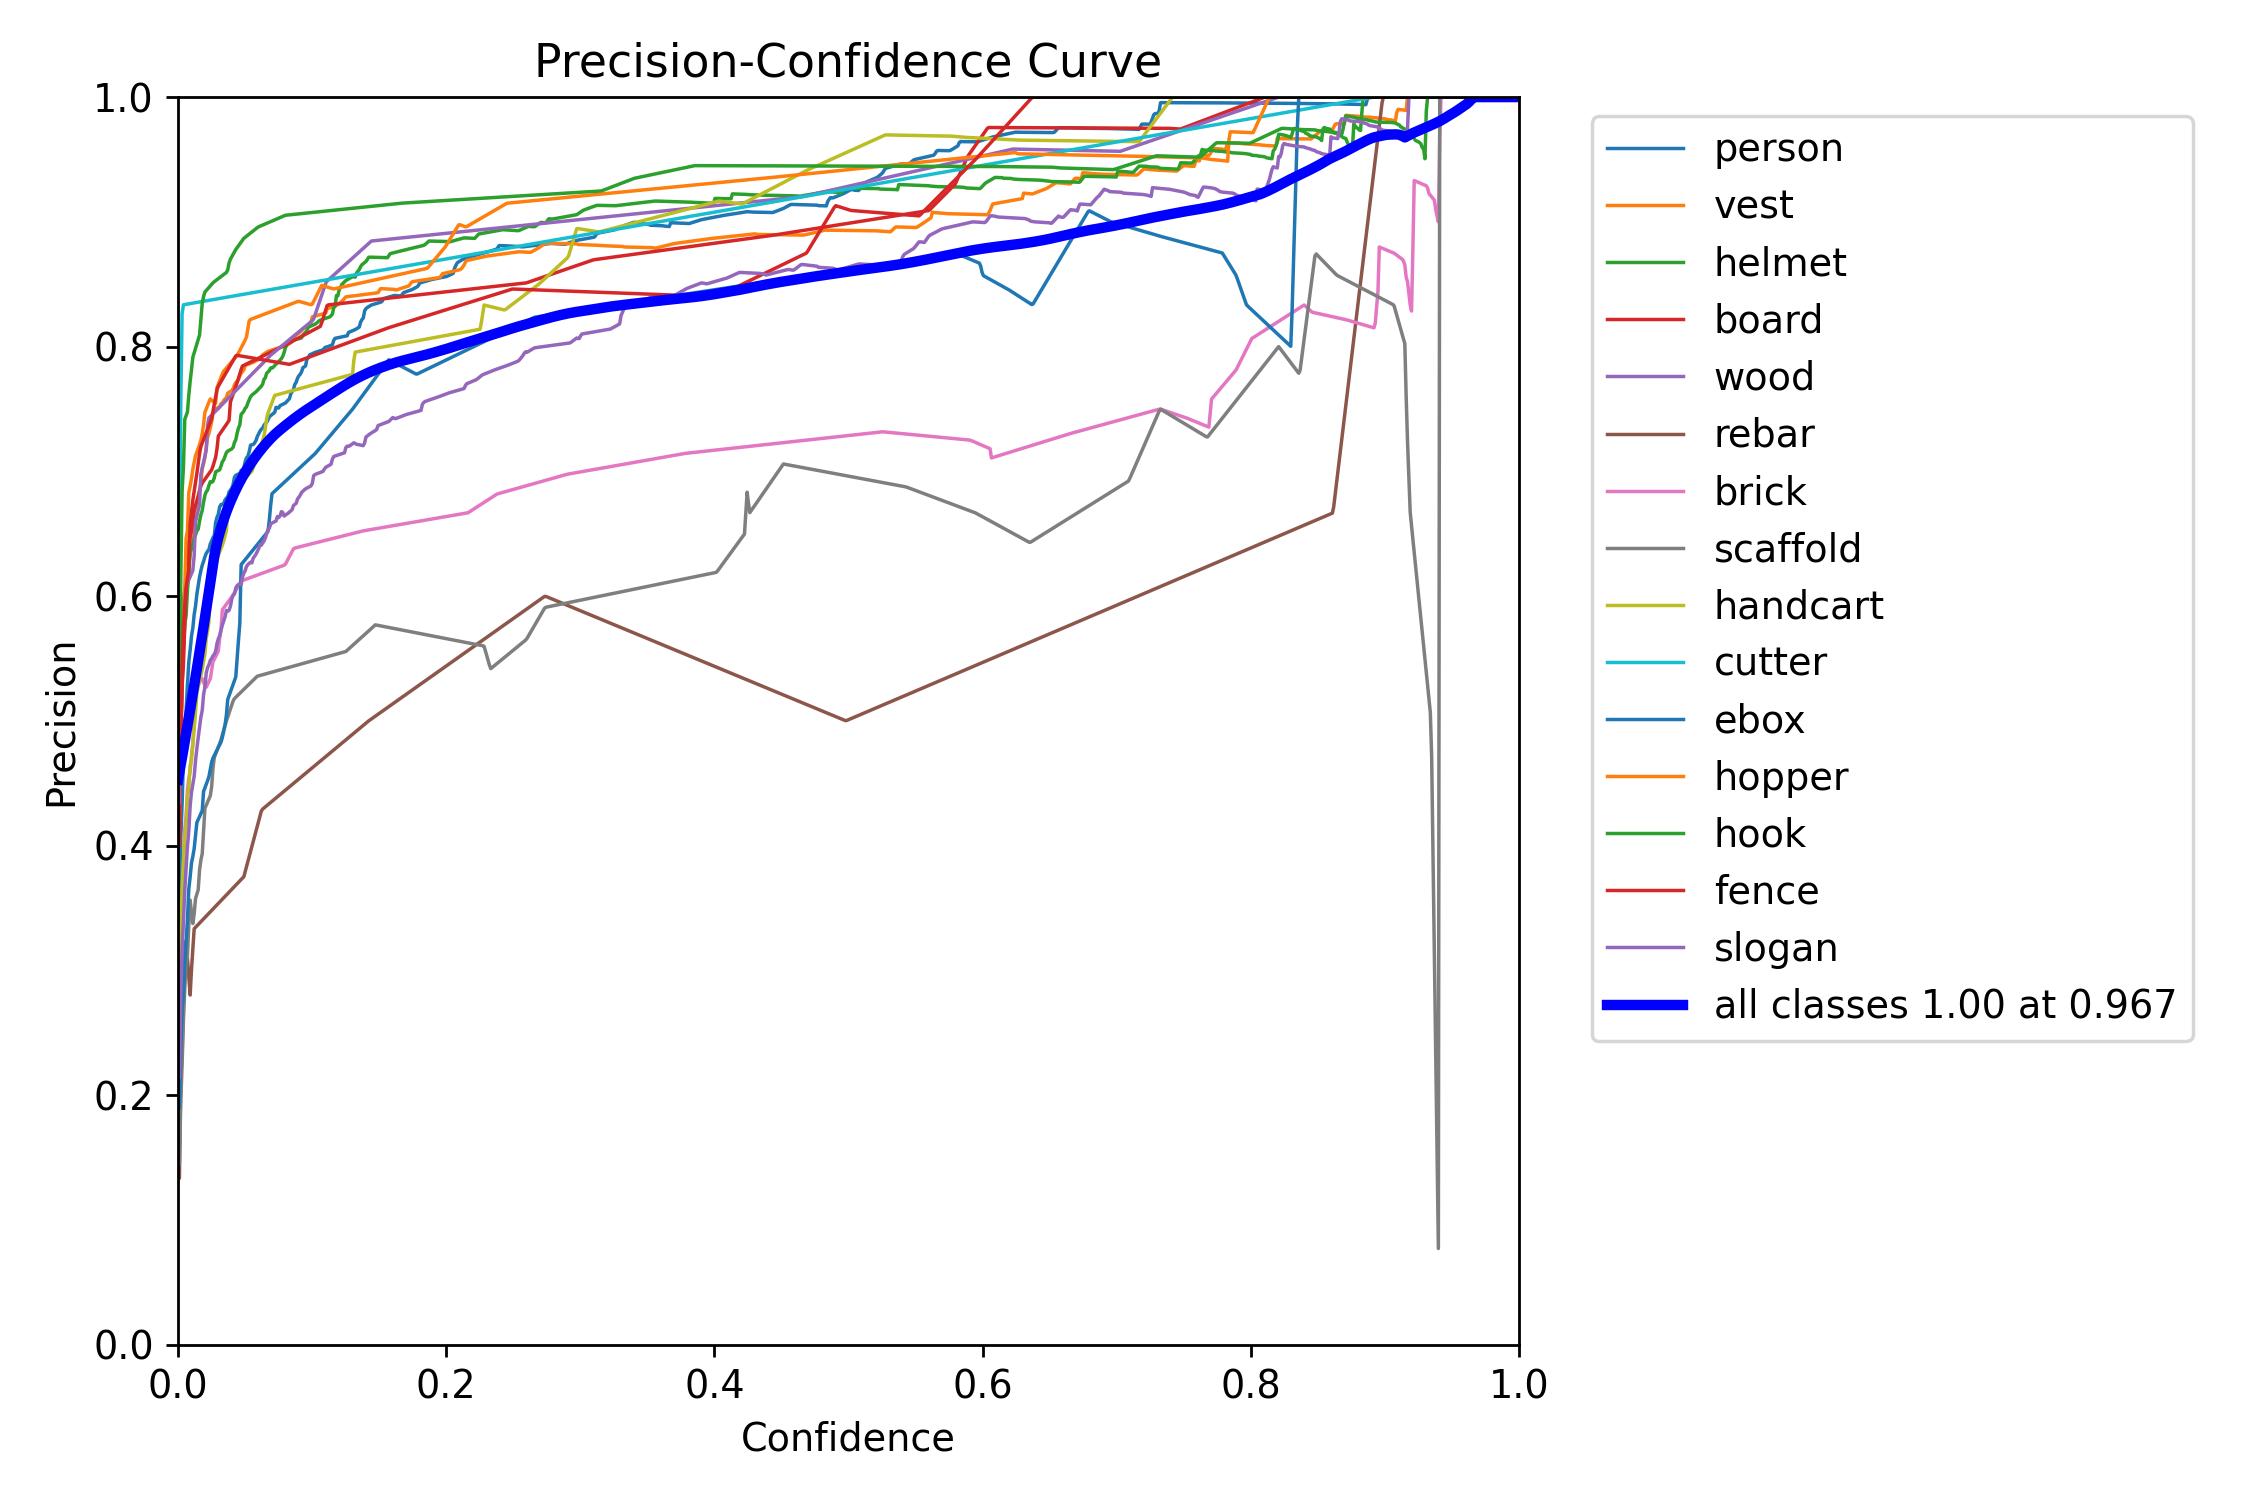 Precision-Confidence Curve
1.0
0.8
0.6
0.4
0.2
0.0
Precision
0.0 0.2 0.4 0.6 0.8 1.0
Confidence
person
vest
helmet
board
wood
rebar
brick
scaffold
handcart
cutter
ebox
hopper
hook
fence
slogan
all classes 1.00 at 0.967